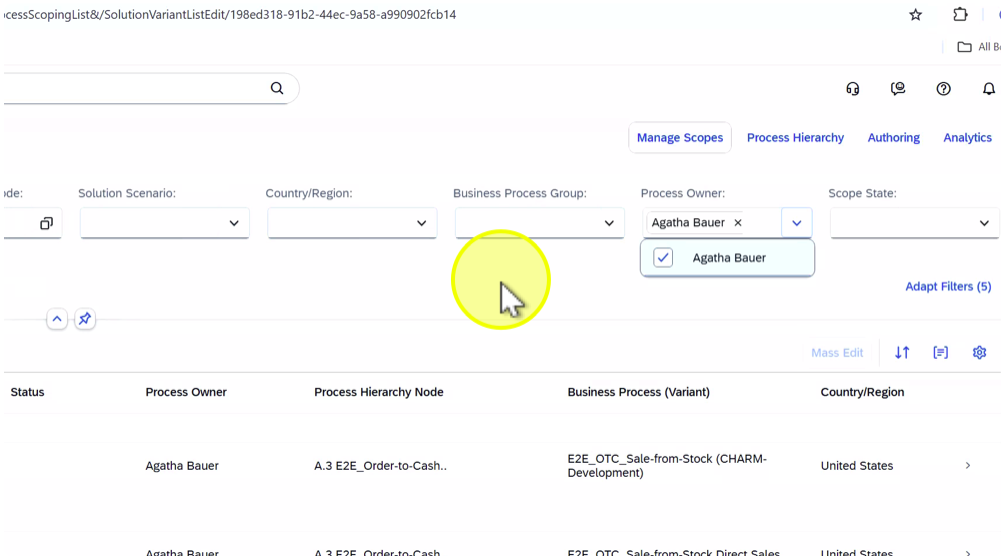 ocessScopingList&/SolutionVariantListEdit/198ed318-91b2-44ec-9a58-a990902fcb14
All B
Manage Scopes Process Hierarchy Authoring Analytics
ode: Solution Scenario: Country/Region: Business Process Group: Process Owner: Scope State:
Agatha Bauer
Agatha Bauer
Adapt Filters (5)
Mass Edit
Status Process Owner Process Hierarchy Node Business Process (Variant) Country/Region
Agatha Bauer A.3 E2E_Order-to-Cash.. E2E_OTC_Sale-from-Stock (CHARM-
Development) United States
Agatha Bauer A.3 E2E_Order-to-Cash E2E_OTC_Sale-from-Stock Direct Sales United States